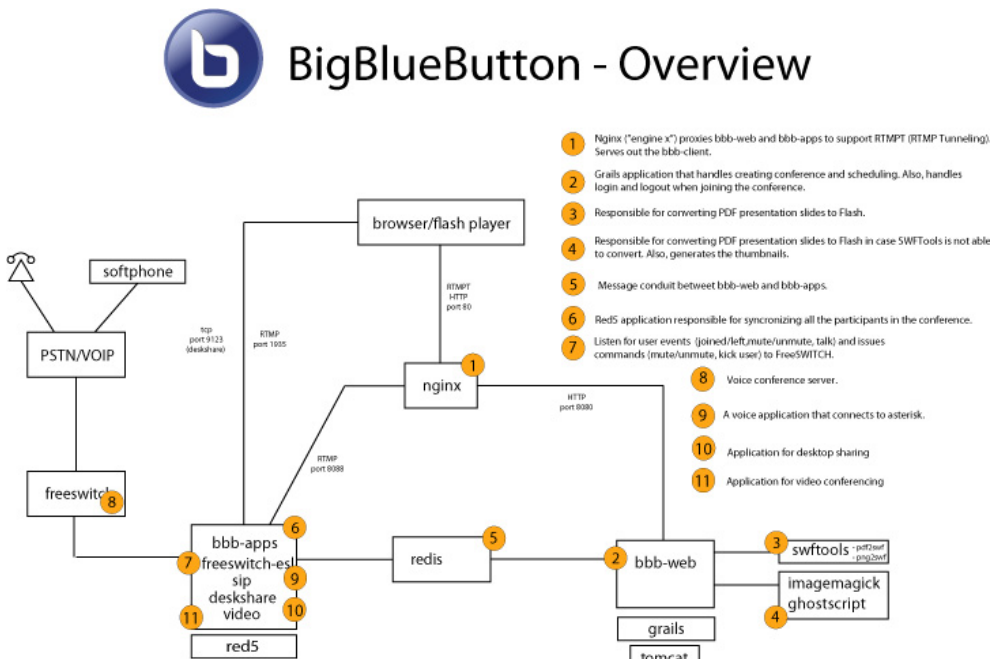 BigBlueButton - Overview
1
Nginx ("engine x") proxies bbb-web and bbb-apps to support RTMPT (RTMP Tunneling).
Serves out the bbb-client.
2
Grails application that handles creating conference and scheduling. Also, handles
login and logout when joining the conference.
3
Responsible for converting PDF presentation slides to Flash.
4
Responsible for converting PDF presentation slides to Flash in case SWFTools is not able
to convert. Also, generates the thumbnails.
5
Message conduit betweet bbb-web and bbb-apps.
6
Red5 application responsible for syncronizing all the participants in the conference.
7
Listen for user events (joined/left,mute/unmute, talk) and issues
commands (mute/unmute, kick user) to FreeSWITCH.
8
Voice conference server.
9
A voice application that connects to asterisk.
10
Application for desktop sharing
11
Application for video conferencing
browser/flash player
softphone
PSTN/VOIP
tcp
port 9123
(deskshare)
RTMP
port 1935
RTMPT
HTTP
port 80
nginx
1
HTTP
port 8080
RTMP
port 8088
freeswitch
8
bbb-apps
freeswitch-esl
sip
deskshare
video
6
7
9
10
11
red5
redis
5
bbb-web
2
grails
tomcat
swftools
-pdf2swf
-png2swf
3
imagemagick
ghostscript
4